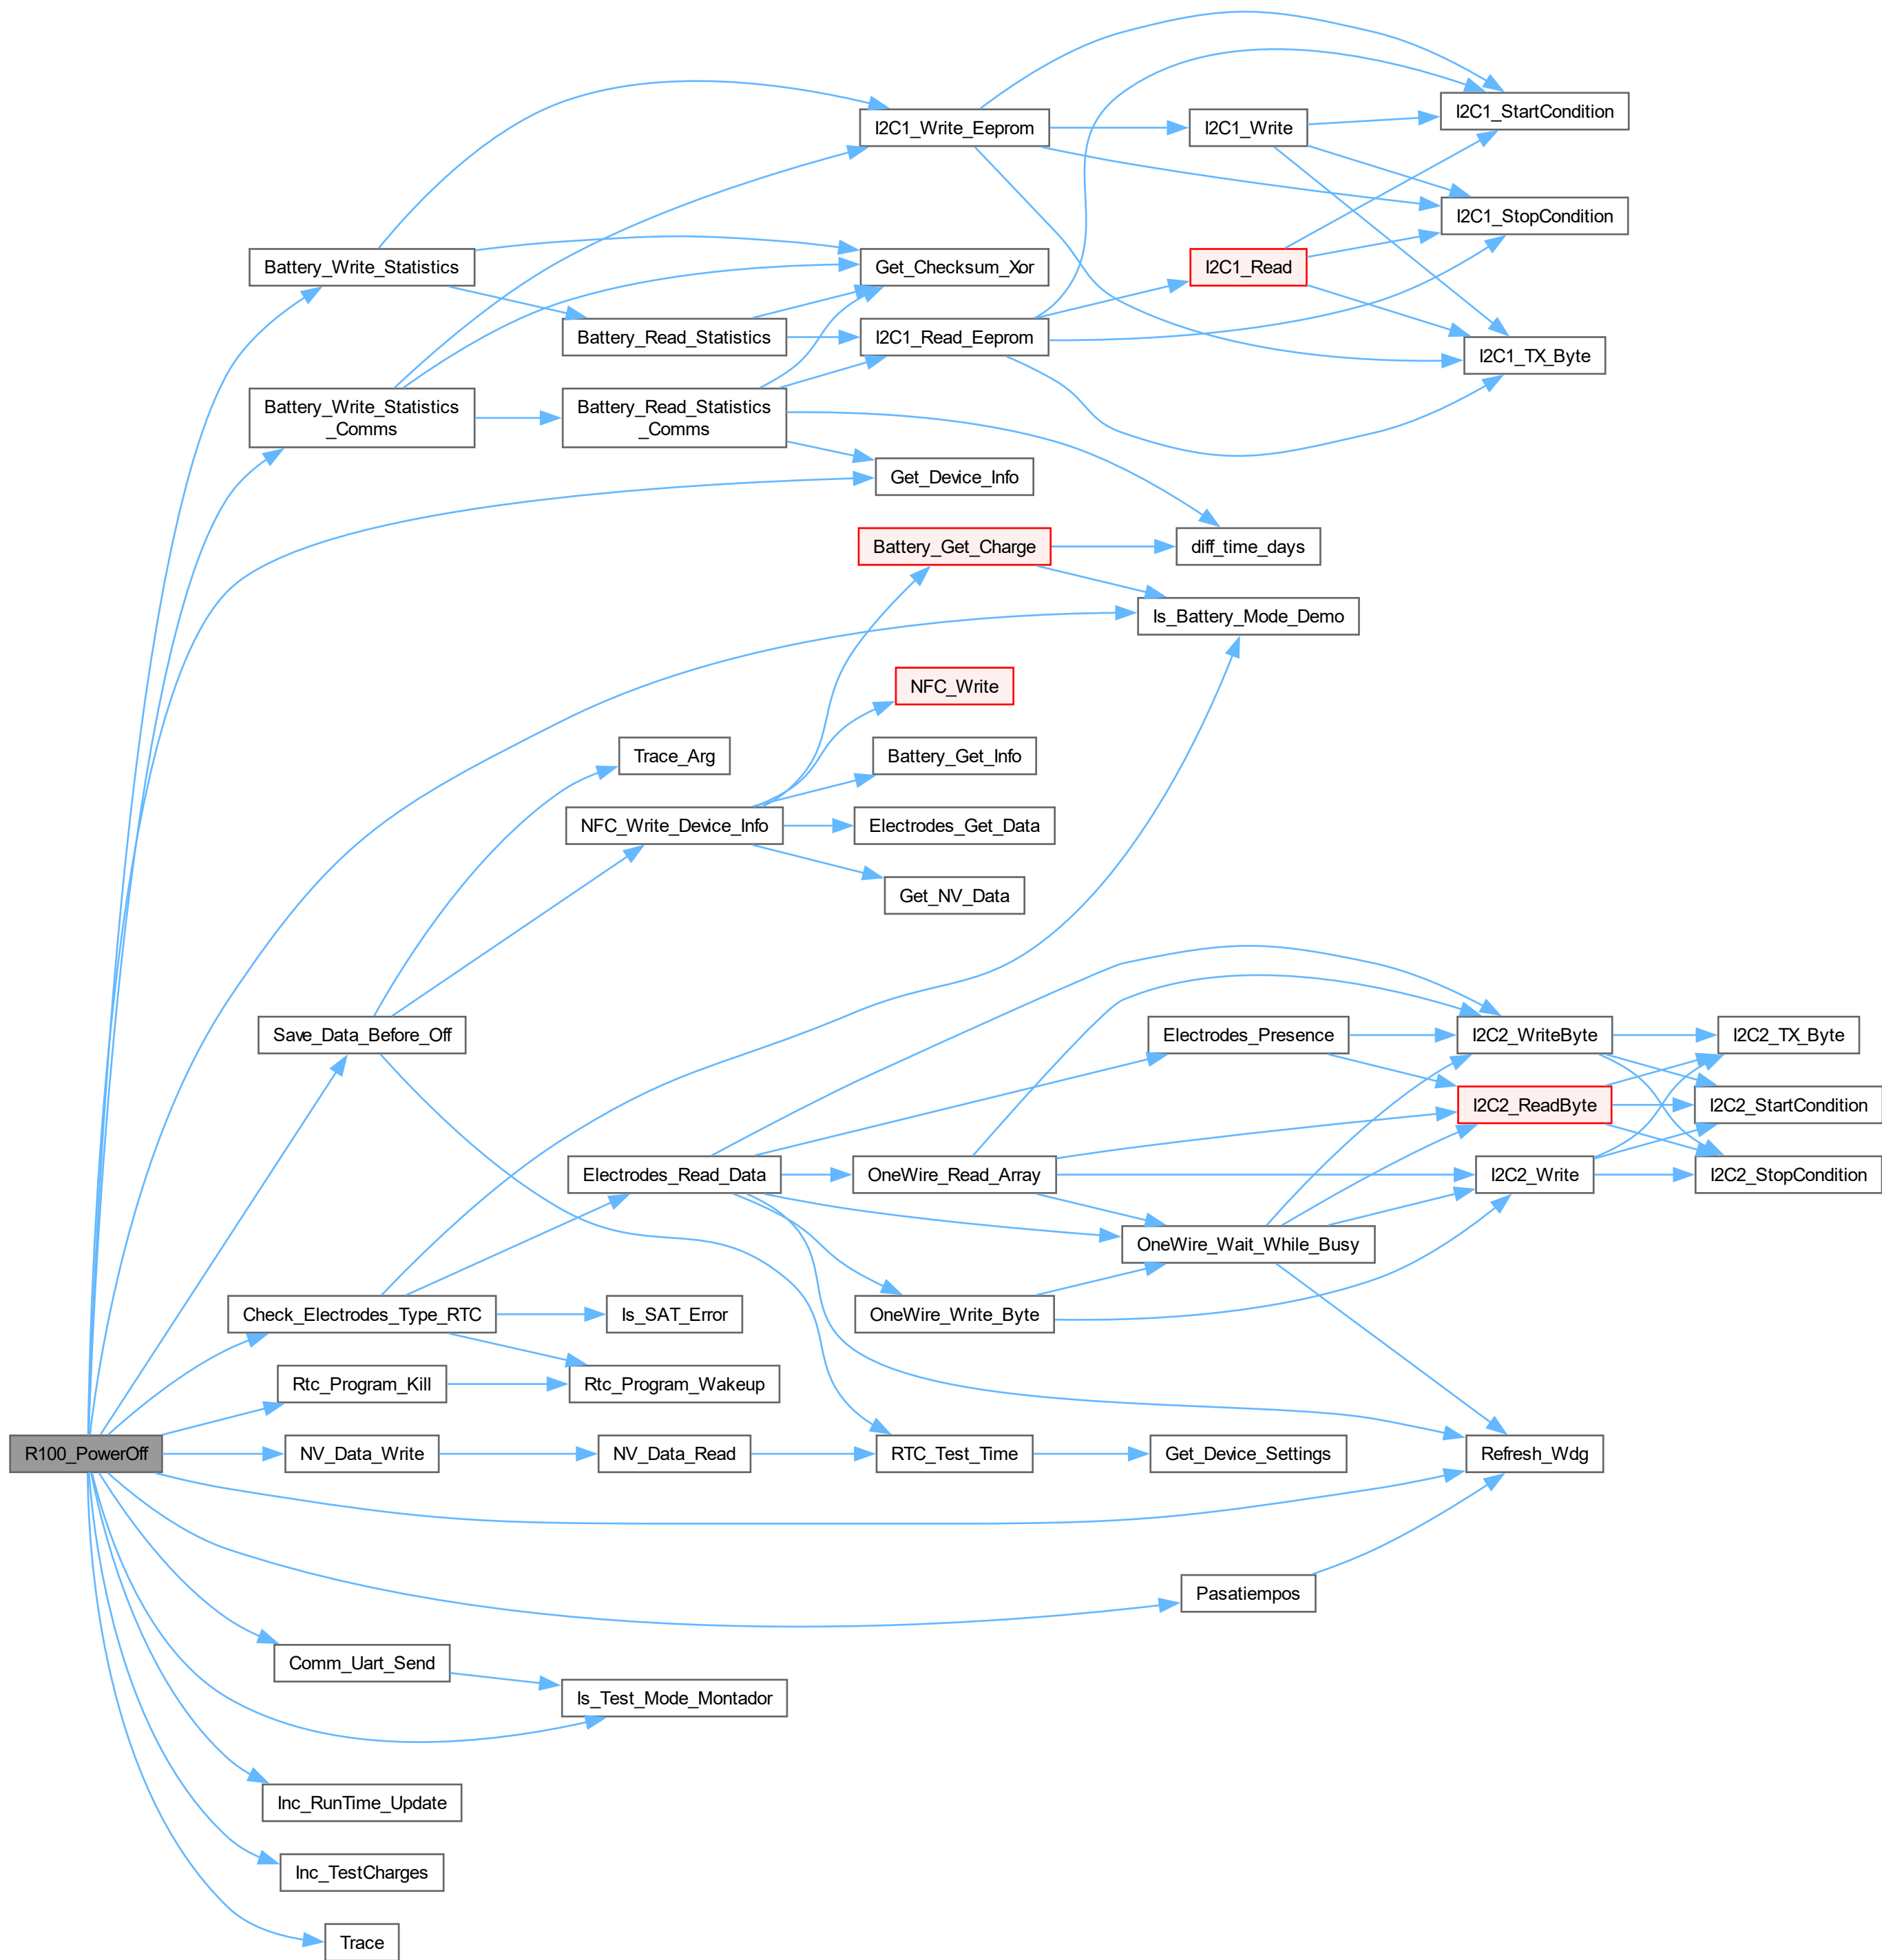 I2C1_Write_Eeprom
I2C1_Write
I2C1_StartCondition
I2C1_StopCondition
Battery_Write_Statistics
Get_Checksum_Xor
I2C1_Read
Battery_Read_Statistics
I2C1_Read_Eeprom
I2C1_TX_Byte
Battery_Write_Statistics
_Comms
Battery_Read_Statistics
_Comms
Get_Device_Info
Battery_Get_Charge
diff_time_days
Is_Battery_Mode_Demo
NFC_Write
Trace_Arg
Battery_Get_Info
NFC_Write_Device_Info
Electrodes_Get_Data
Get_NV_Data
Save_Data_Before_Off
Electrodes_Presence
I2C2_WriteByte
I2C2_TX_Byte
I2C2_ReadByte
I2C2_StartCondition
Electrodes_Read_Data
OneWire_Read_Array
I2C2_Write
I2C2_StopCondition
OneWire_Wait_While_Busy
Check_Electrodes_Type_RTC
Is_SAT_Error
OneWire_Write_Byte
Rtc_Program_Kill
Rtc_Program_Wakeup
R100_PowerOff
NV_Data_Write
NV_Data_Read
RTC_Test_Time
Get_Device_Settings
Refresh_Wdg
Pasatiempos
Comm_Uart_Send
Is_Test_Mode_Montador
Inc_RunTime_Update
Inc_TestCharges
Trace